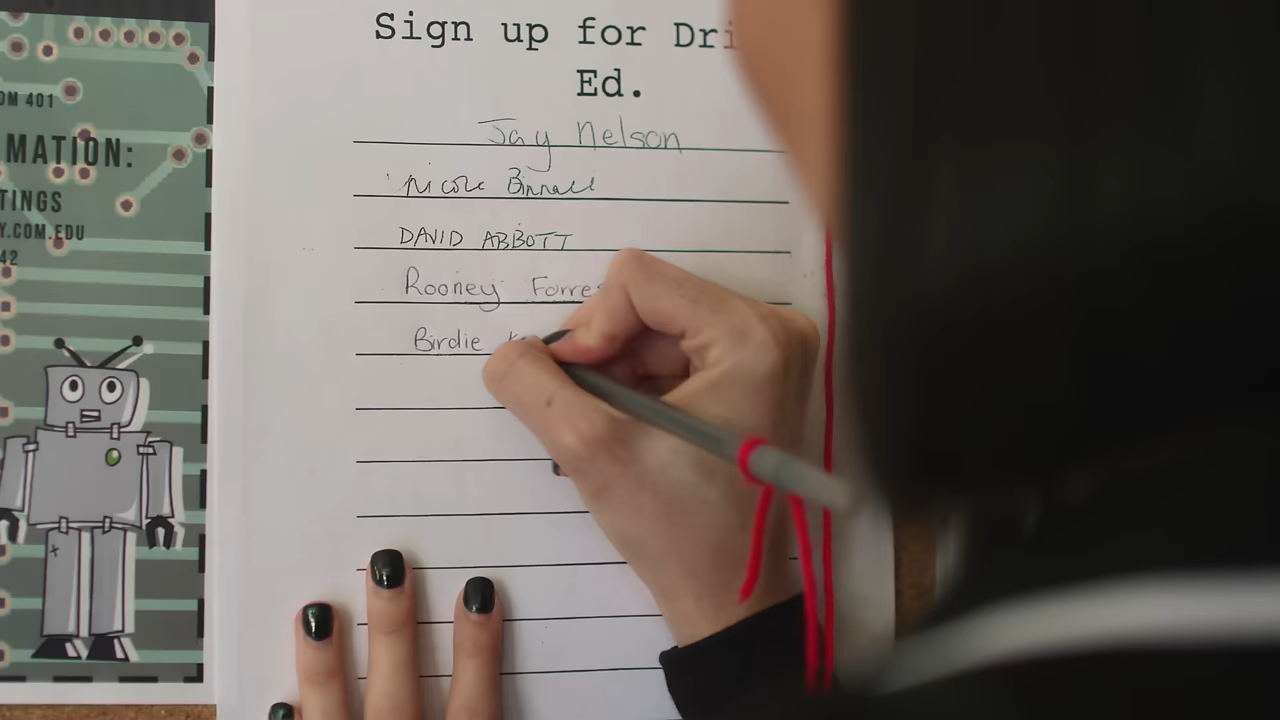 OM 401
MATION:
TINGS
Y.COM.EDU
42
Sign up for Dri
Ed.
Jay Nelson
Nicole
DAVID ABBOTT
Rooney Forres
Birdie